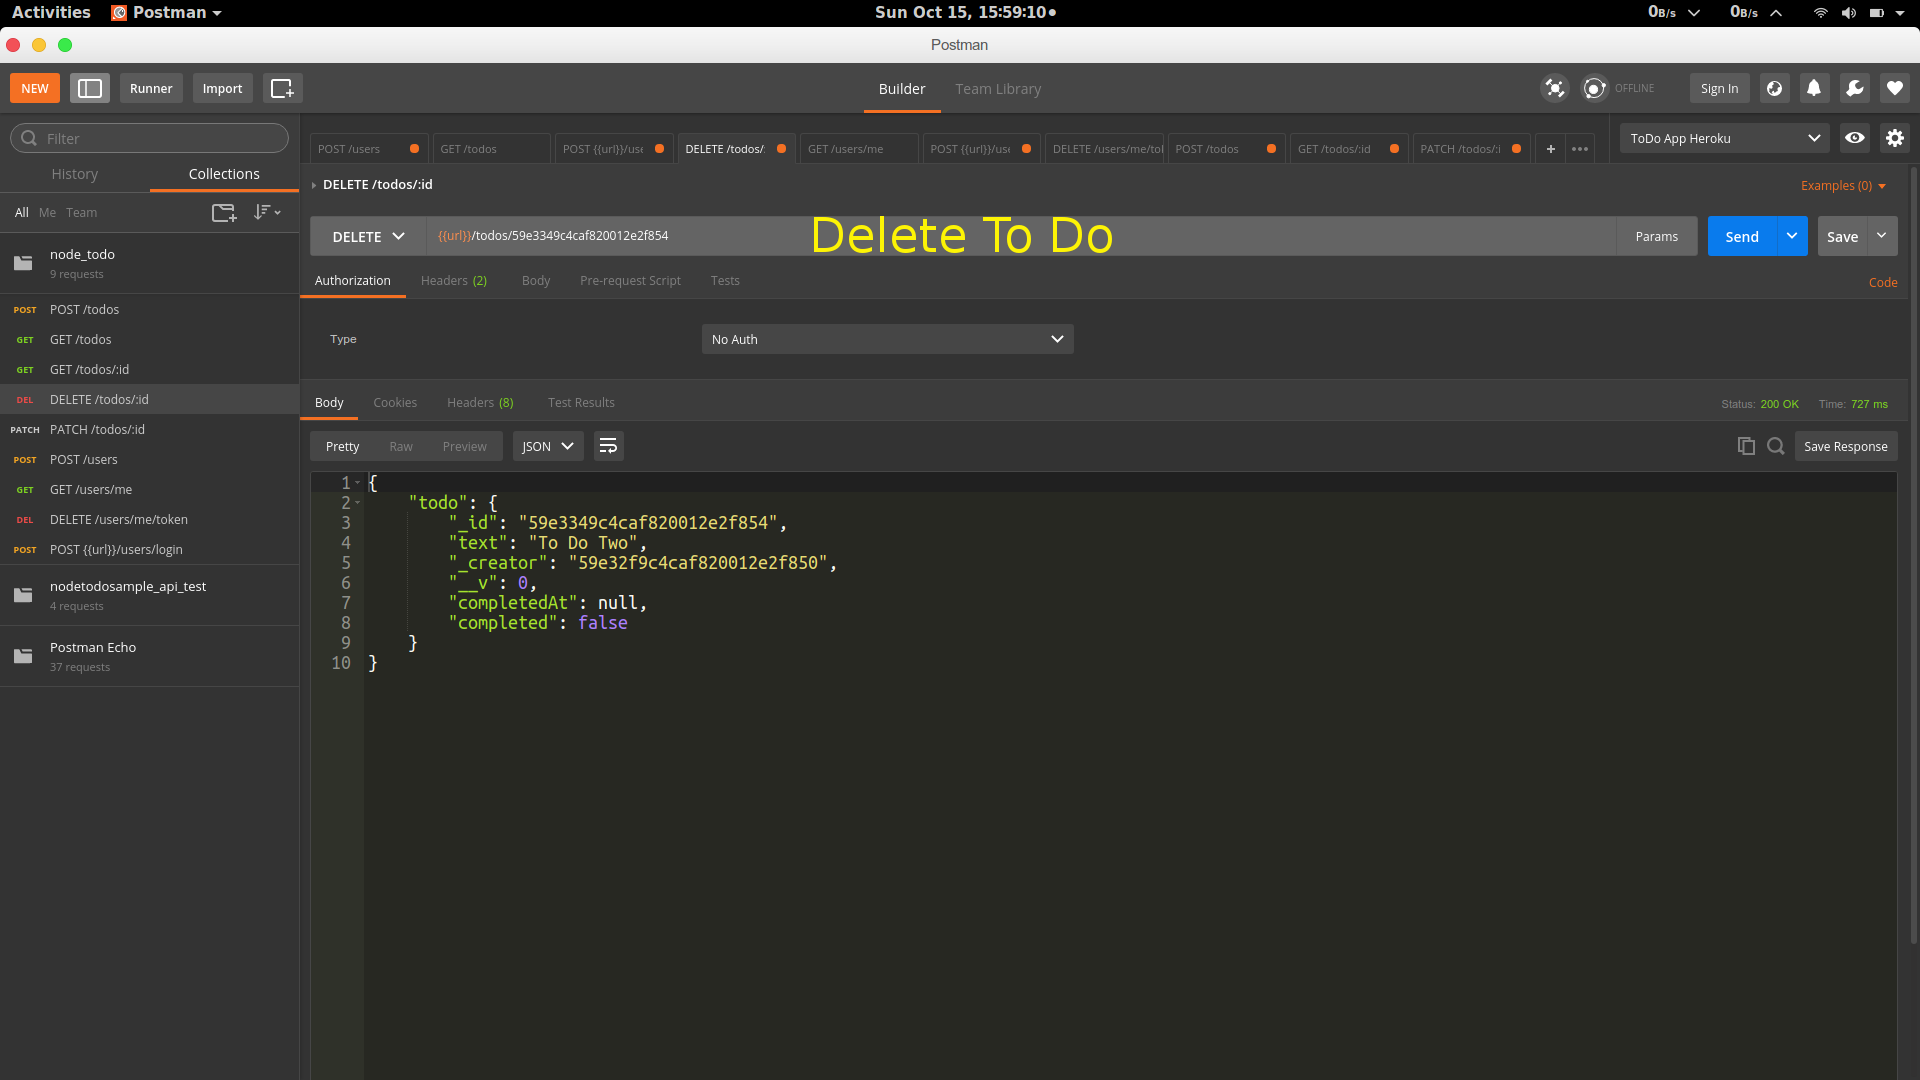 Activities Postman Sun Oct 15, 15:59:10 0B/s 0B/s
Postman
NEW Runner Import Builder Team Library OFFLINE Sign In
Filter
POST /users GET /todos POST {{url}}/use DELETE /todos/: GET /users/me POST {{url}}/use DELETE /users/me/tol POST /todos GET /todos/:id PATCH /todos/:i + ToDo App Heroku
History Collections
DELETE /todos/:id Examples (0)
All Me Team
DELETE {{url}}/todos/59e3349c4caf820012e2f854 Params Send Save
Delete To Do
node_todo
9 requests
Authorization Headers (2) Body Pre-request Script Tests Code
POST POST /todos
GET GET /todos
GET GET /todos/:id
DEL DELETE /todos/:id
PATCH PATCH /todos/:id
POST POST /users
GET GET /users/me
DEL DELETE /users/me/token
POST POST {{url}}/users/login
nodetodosample_api_test
4 requests
Postman Echo
37 requests
Type No Auth
Body Cookies Headers (8) Test Results Status: 200 OK Time: 727 ms
Pretty Raw Preview JSON Save Response
1 {
2 "todo": {
3 "_id": "59e3349c4caf820012e2f854",
4 "text": "To Do Two",
5 "_creator": "59e32f9c4caf820012e2f850",
6 "__v": 0,
7 "completedAt": null,
8 "completed": false
9 }
10 }